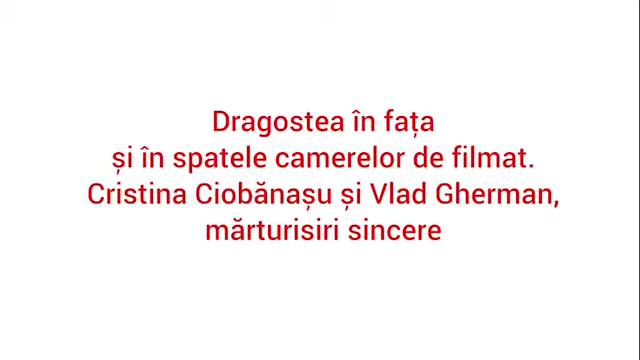 Dragostea în fața
și în spatele camerelor de filmat.
Cristina Ciobănașu și Vlad Gherman,
mărturisiri sincere